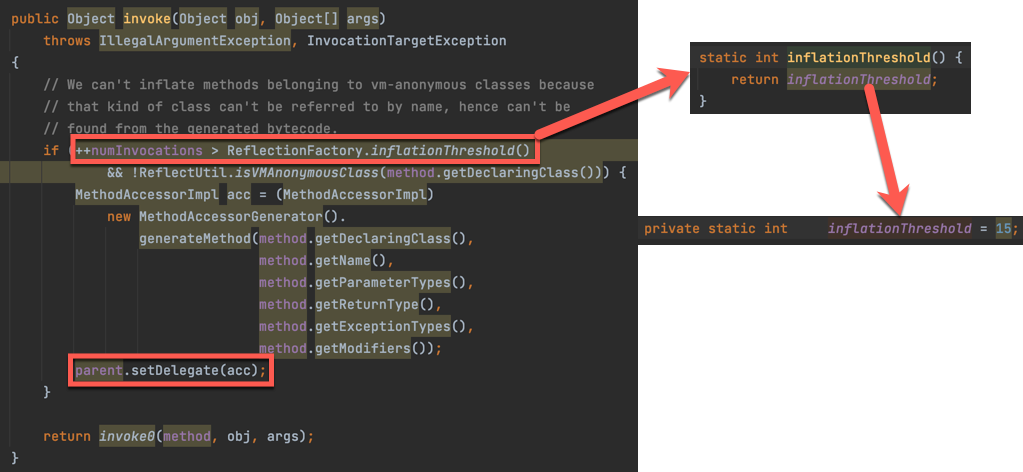 public Object invoke(Object obj, Object[] args)
throws IllegalArgumentException, InvocationTargetException
{
// We can't inflate methods belonging to vm-anonymous classes because
// that kind of class can't be referred to by name, hence can't be
// found from the generated bytecode.
if (++numInvocations > ReflectionFactory.inflationThreshold()
&& !ReflectUtil.isVMAnonymousClass(method.getDeclaringClass())) {
MethodAccessorImpl acc = (MethodAccessorImpl)
new MethodAccessorGenerator().
generateMethod(method.getDeclaringClass(),
method.getName(),
method.getParameterTypes(),
method.getReturnType(),
method.getExceptionTypes(),
method.getModifiers());
parent.setDelegate(acc);
}
return invoke0(method, obj, args);
}
static int inflationThreshold() {
return inflationThreshold;
}
private static int inflationThreshold = 15;